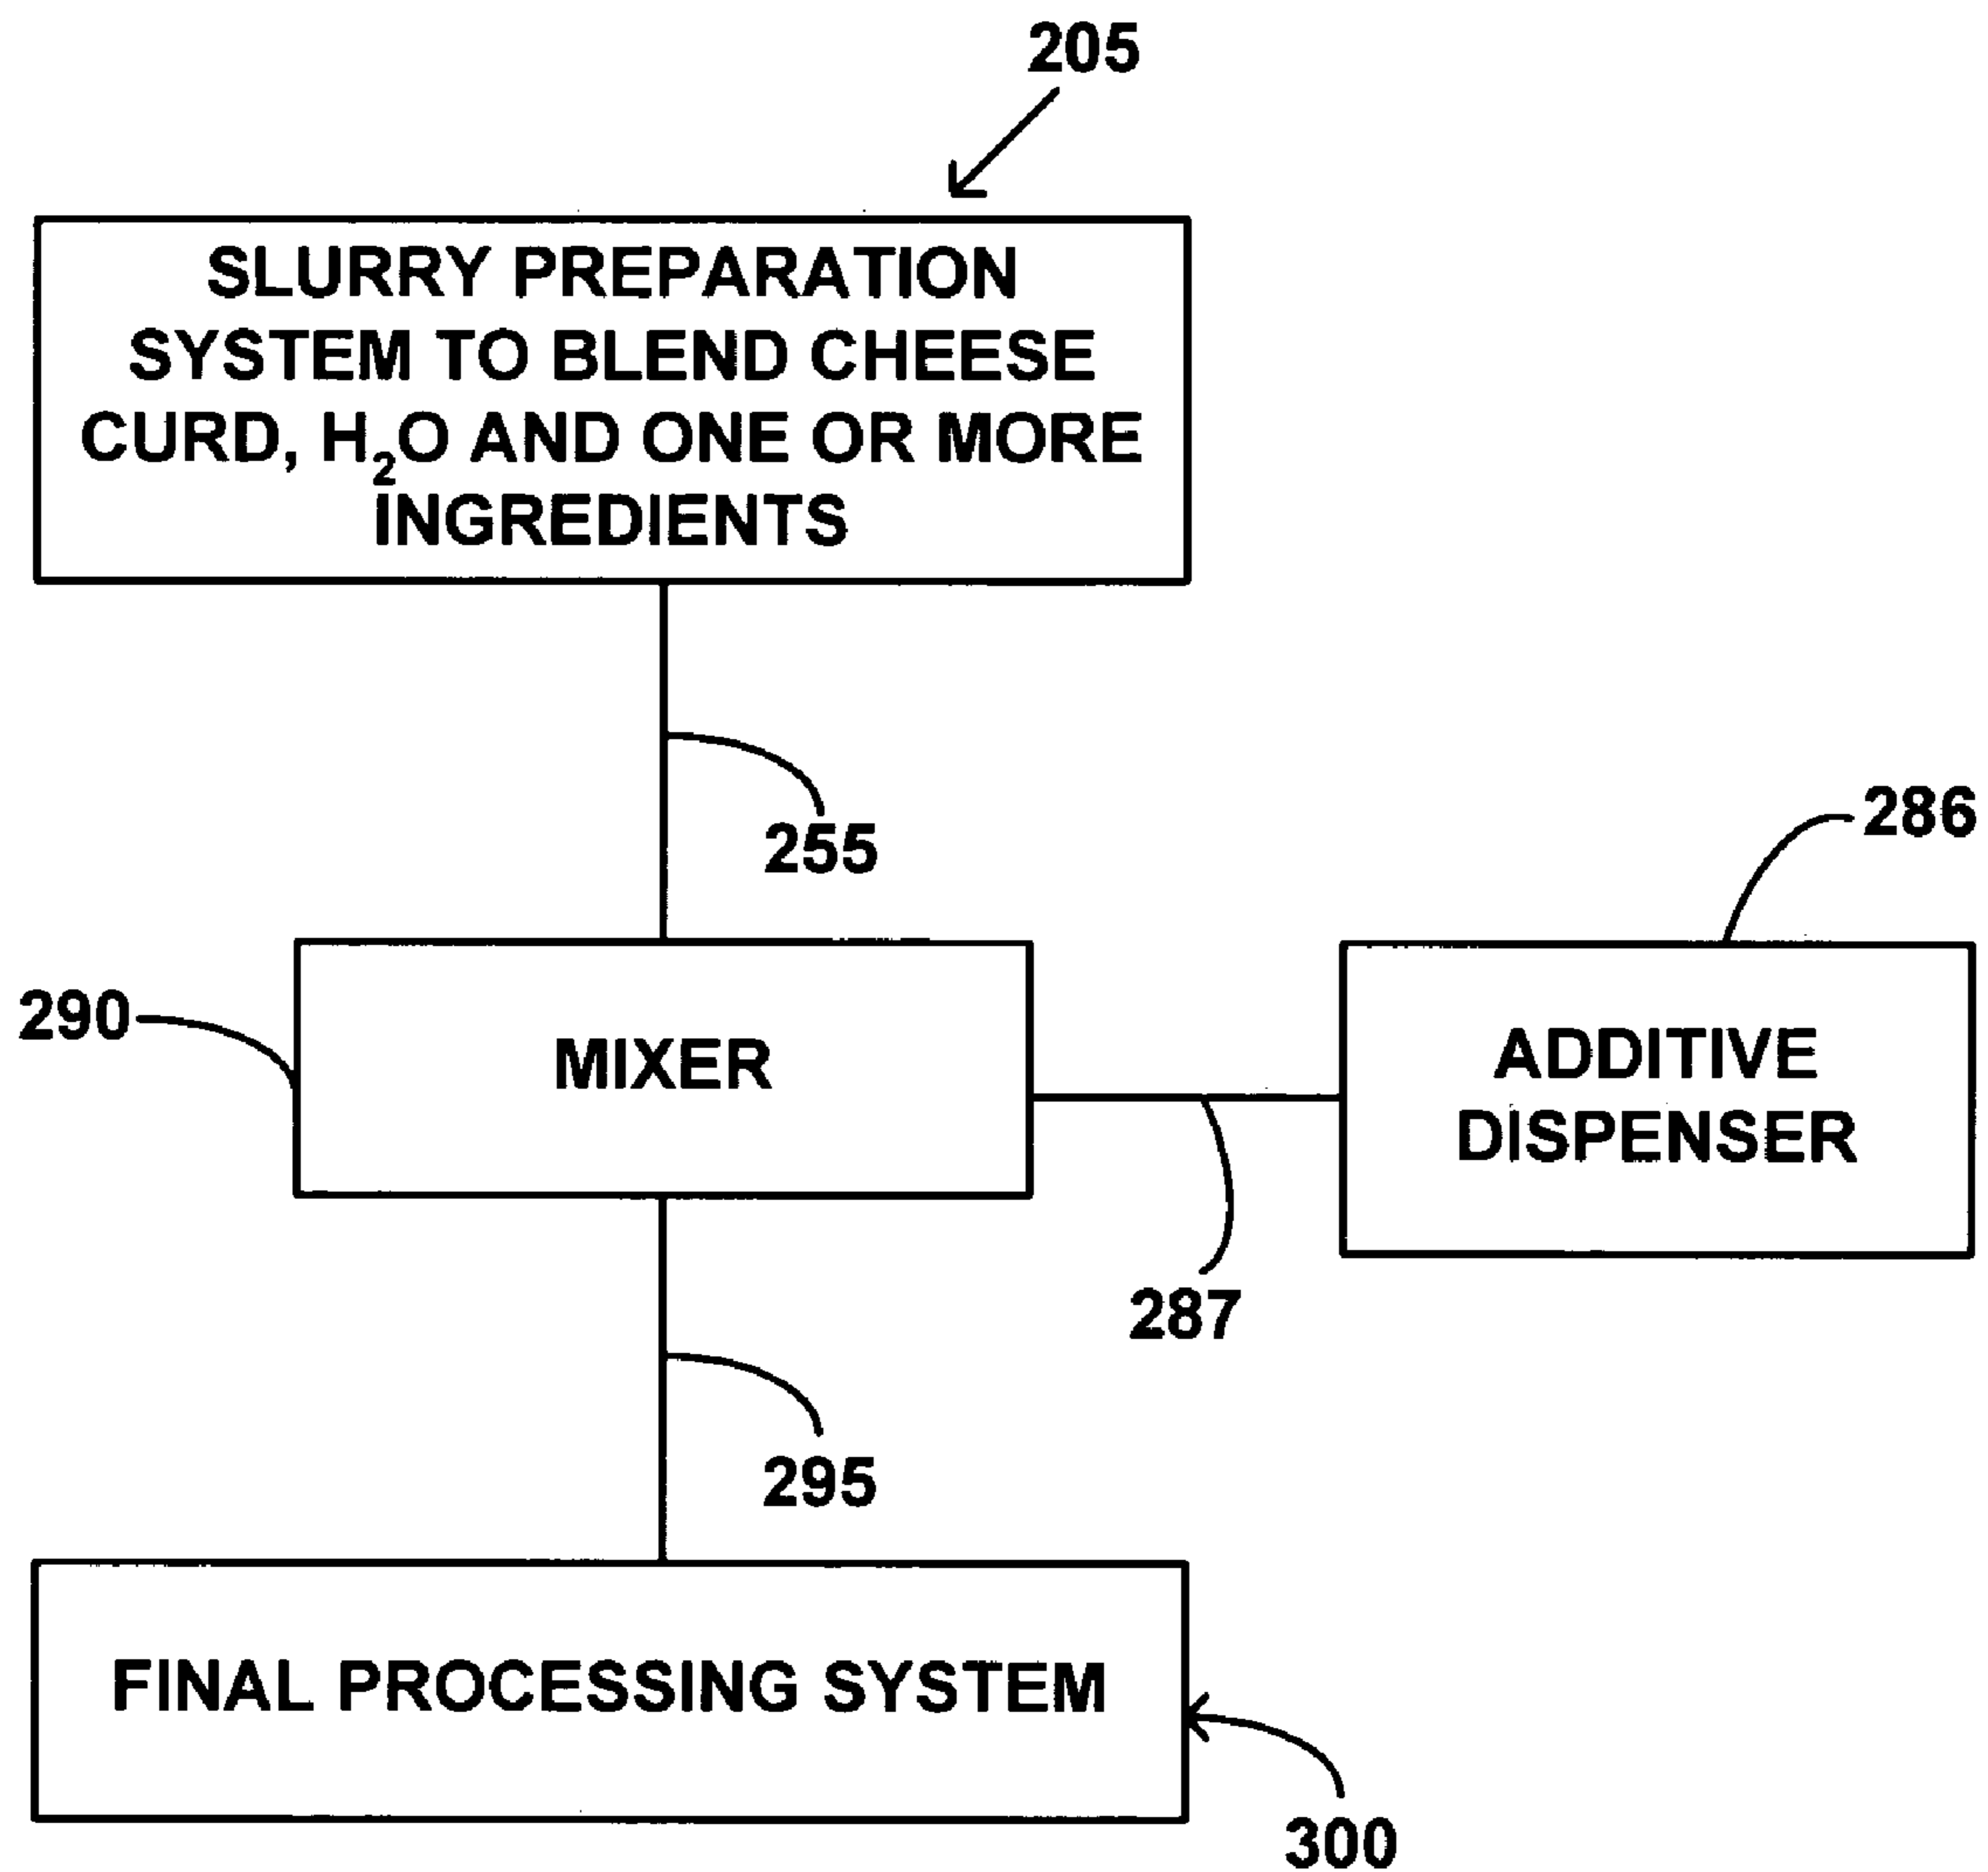 205
SLURRY PREPARATION
SYSTEM TO BLEND CHEESE
CURD, H₂O AND ONE OR MORE
INGREDIENTS
255
286
290
MIXER
ADDITIVE
DISPENSER
287
295
FINAL PROCESSING SYSTEM
300